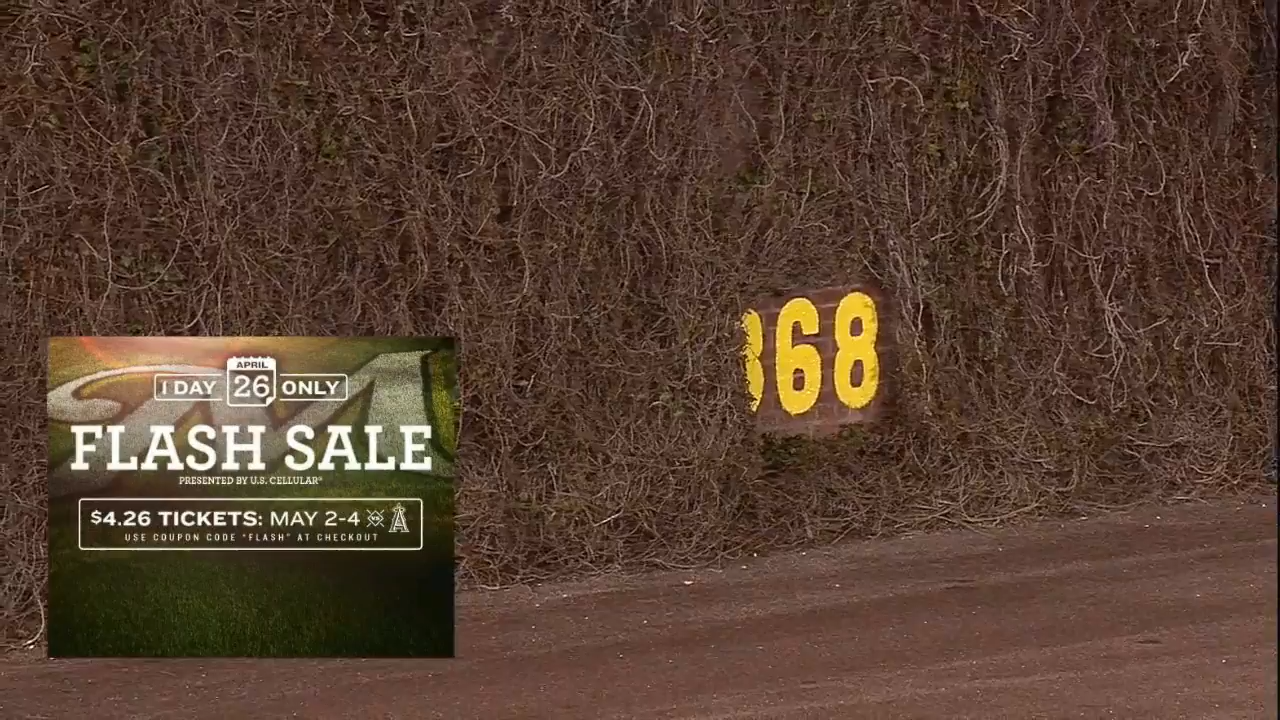 APRIL
1 DAY 26 ONLY
FLASH SALE
PRESENTED BY U.S. CELLULAR®
$4.26 TICKETS: MAY 2-4 VS
USE COUPON CODE "FLASH" AT CHECKOUT
368